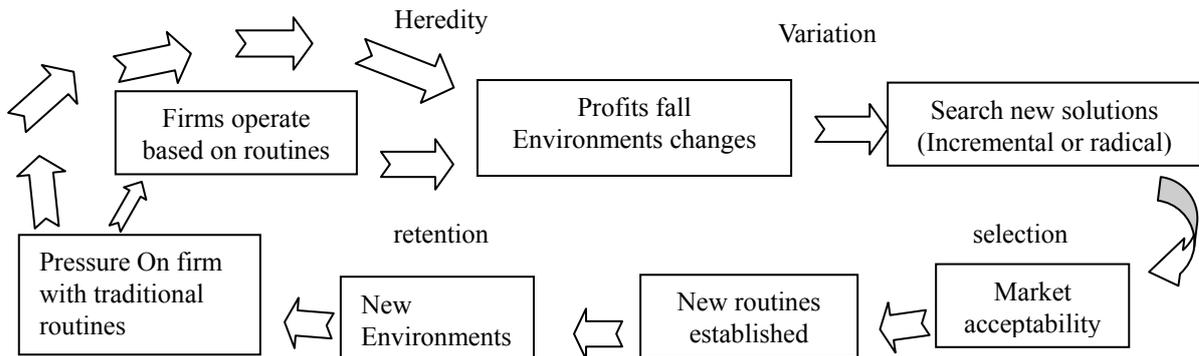 Heredity
Variation
Firms operate
based on routines
Profits fall
Environments changes
Search new solutions
(Incremental or radical)
retention
selection
Pressure On firm
with traditional
routines
New
Environments
New routines
established
Market
acceptability